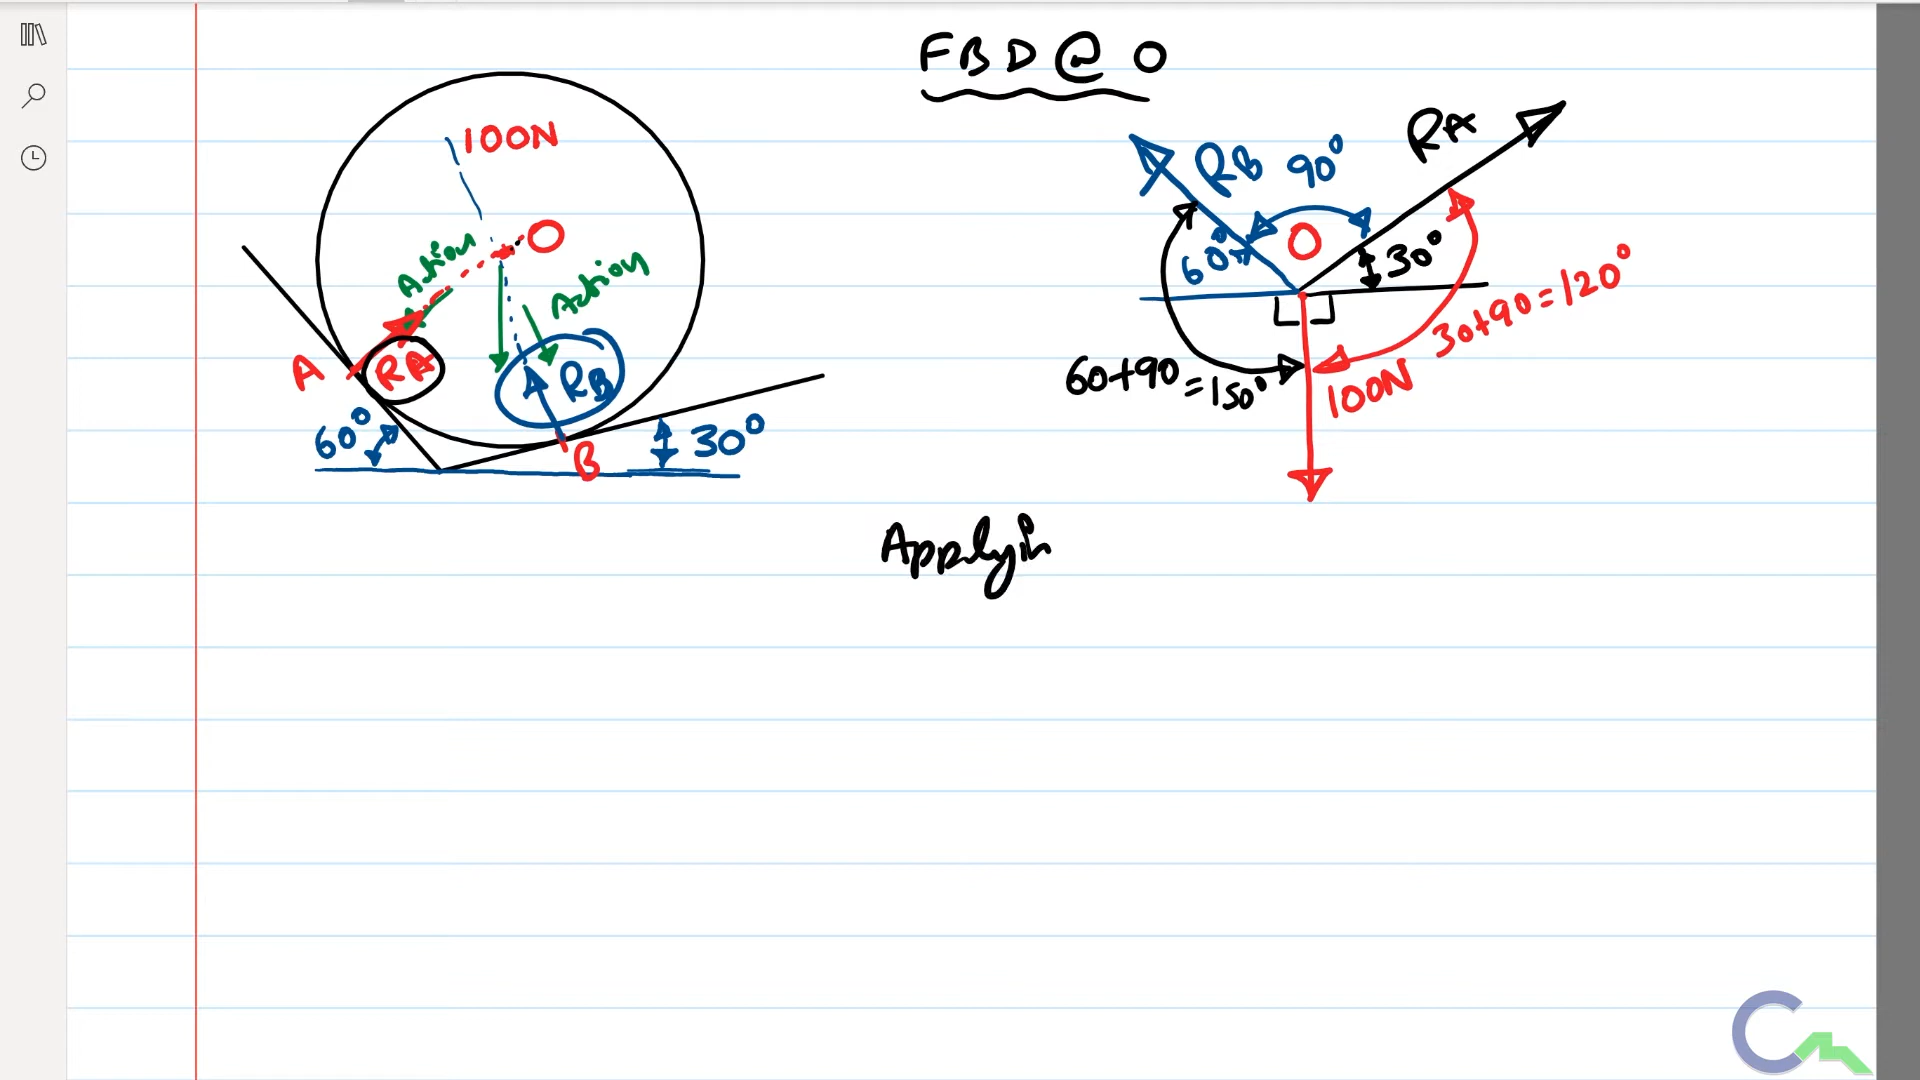 FBD @ O
100N
O
Action
Action
A
RA
RB
60°
B
30°
RB
90°
RA
60°
O
30°
30+90=120°
60+90=150°
100N
Applyin